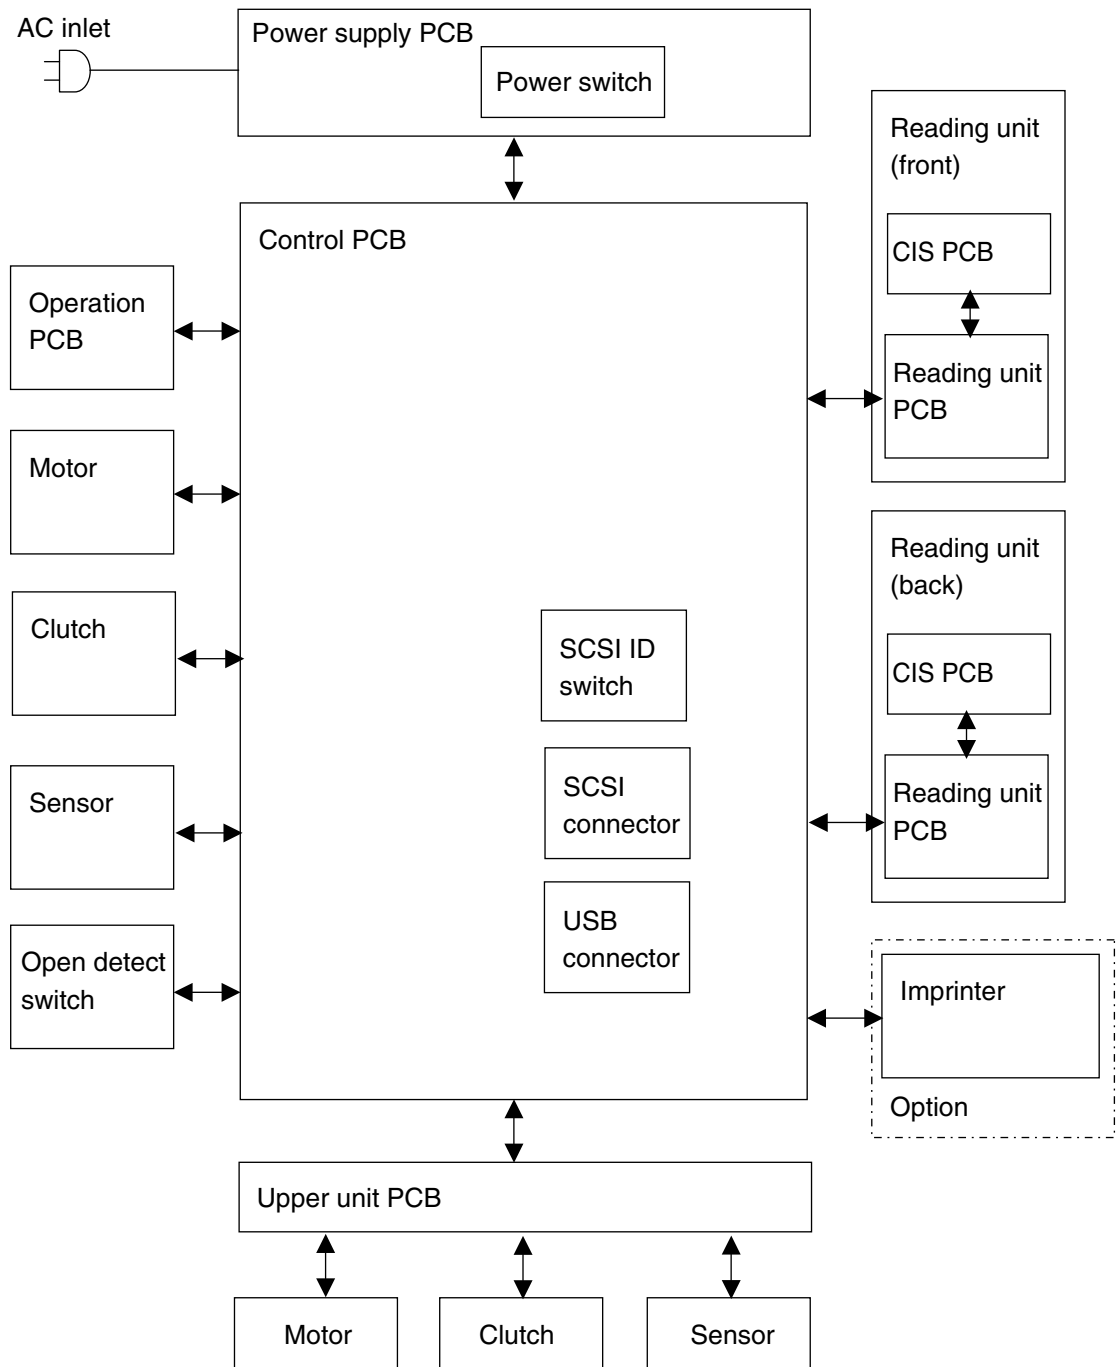 AC inlet
Power supply PCB
Power switch
Reading unit
(front)
CIS PCB
Reading unit
PCB
Control PCB
Operation
PCB
Motor
Clutch
Sensor
Open detect
switch
SCSI ID
switch
SCSI
connector
USB
connector
Reading unit
(back)
CIS PCB
Reading unit
PCB
Imprinter
Option
Upper unit PCB
Motor
Clutch
Sensor